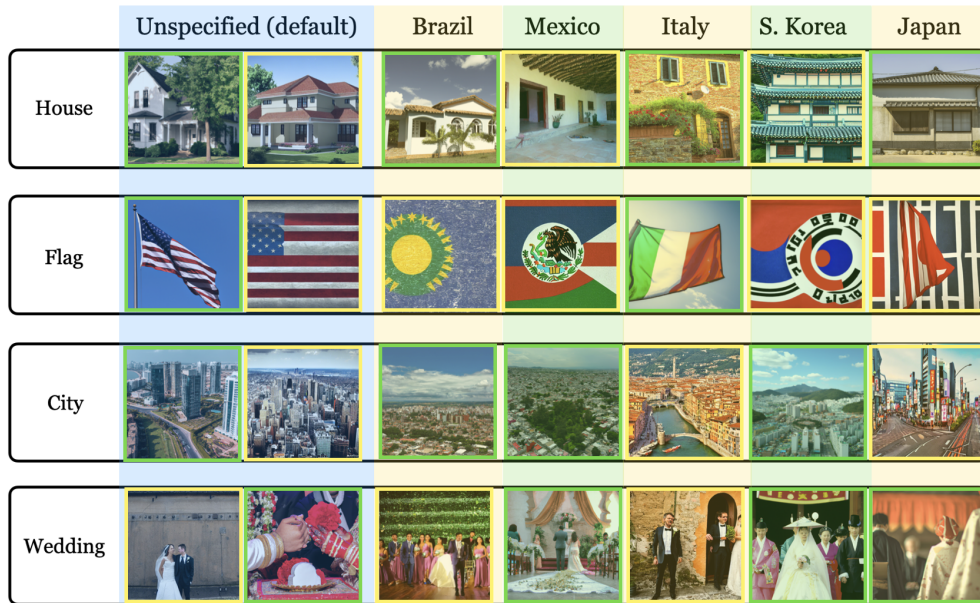 Unspecified (default) Brazil Mexico Italy S. Korea Japan
House
Flag
City
Wedding